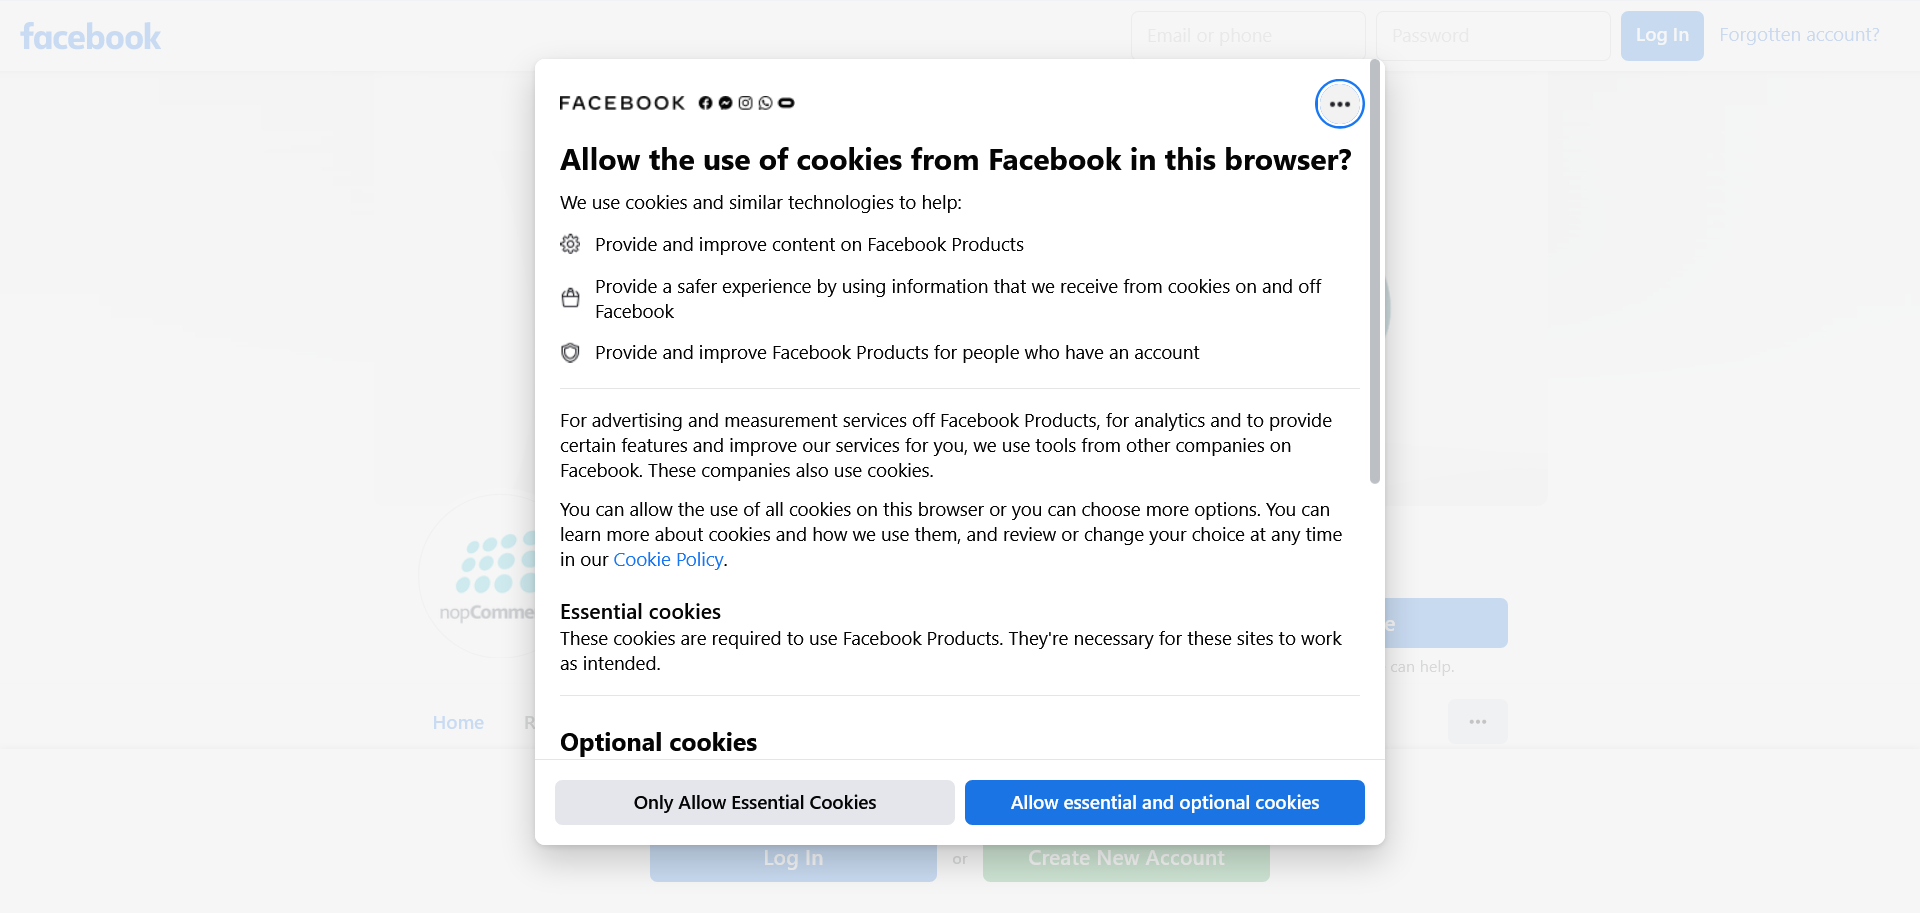 facebook
Email or phone
Password
Log In
Forgotten account?
FACEBOOK
Allow the use of cookies from Facebook in this browser?
We use cookies and similar technologies to help:
Provide and improve content on Facebook Products
Provide a safer experience by using information that we receive from cookies on and off
Facebook
Provide and improve Facebook Products for people who have an account
For advertising and measurement services off Facebook Products, for analytics and to provide
certain features and improve our services for you, we use tools from other companies on
Facebook. These companies also use cookies.
You can allow the use of all cookies on this browser or you can choose more options. You can
learn more about cookies and how we use them, and review or change your choice at any time
in our Cookie Policy.
Essential cookies
These cookies are required to use Facebook Products. They're necessary for these sites to work
as intended.
Optional cookies
Only Allow Essential Cookies
Allow essential and optional cookies
nopComme
can help.
Home
Log In
or
Create New Account